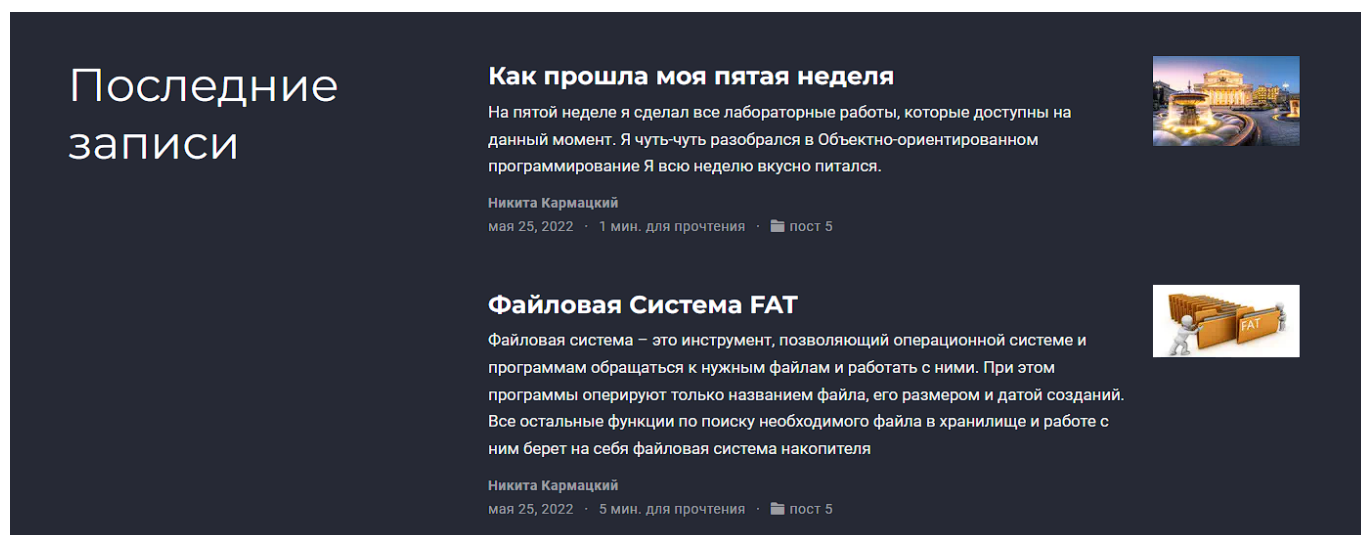 Последние
записи
Как прошла моя пятая неделя
На пятой неделе я сделал все лабораторные работы, которые доступны на
данный момент. Я чуть-чуть разобрался в Объектно-ориентированном
программирование Я всю неделю вкусно питался.
Никита Кармацкий
мая 25, 2022 · 1 мин. для прочтения · пост 5
Файловая Система FAT
Файловая система – это инструмент, позволяющий операционной системе и
программам обращаться к нужным файлам и работать с ними. При этом
программы оперируют только названием файла, его размером и датой созданий.
Все остальные функции по поиску необходимого файла в хранилище и работе с
ним берет на себя файловая система накопителя
FAT
Никита Кармацкий
мая 25, 2022 · 5 мин. для прочтения · пост 5